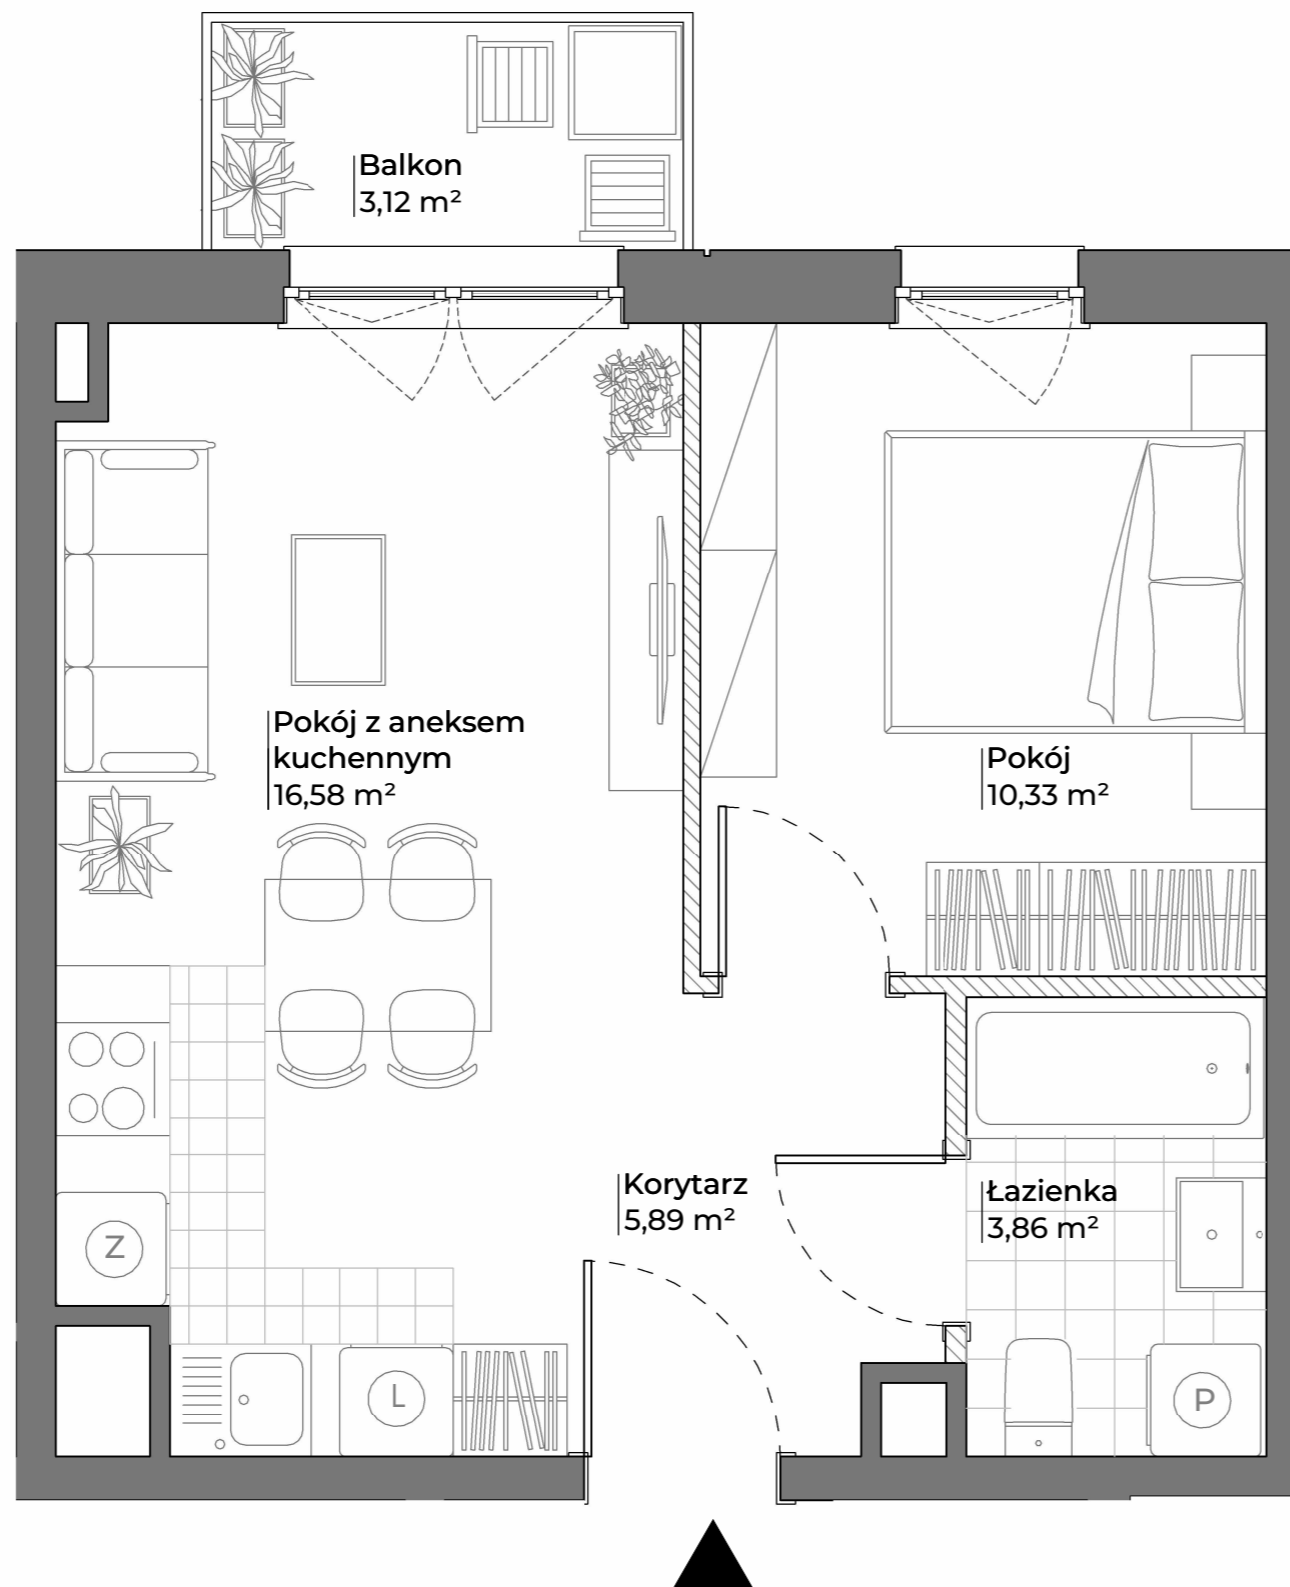 Balkon
3,12 m²
Pokój z aneksem
kuchennym
16,58 m²
Pokój
10,33 m²
Korytarz
5,89 m²
Łazienka
3,86 m²
Z
L
P